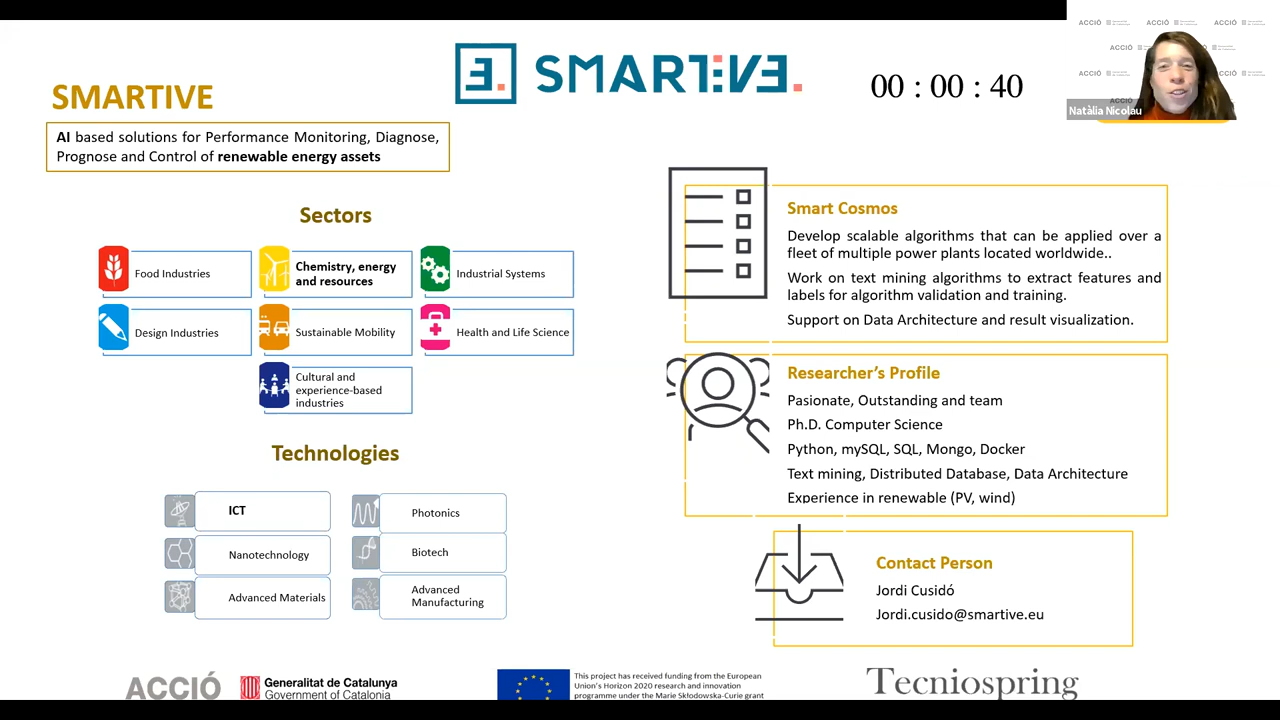 SMARTIVE
SMARTIVE.
00 : 00 : 40
ACCIÓ
Natàlia Nicolau
AI based solutions for Performance Monitoring, Diagnose,
Prognose and Control of renewable energy assets
Sectors
Food Industries
Chemistry, energy
and resources
Industrial Systems
Design Industries
Sustainable Mobility
Health and Life Science
Cultural and
experience-based
industries
Technologies
ICT
Photonics
Nanotechnology
Biotech
Advanced Materials
Advanced
Manufacturing
Smart Cosmos
Develop scalable algorithms that can be applied over a
fleet of multiple power plants located worldwide..
Work on text mining algorithms to extract features and
labels for algorithm validation and training.
Support on Data Architecture and result visualization.
Researcher's Profile
Pasionate, Outstanding and team
Ph.D. Computer Science
Python, mySQL, SQL, Mongo, Docker
Text mining, Distributed Database, Data Architecture
Experience in renewable (PV, wind)
Contact Person
Jordi Cusidó
Jordi.cusido@smartive.eu
ACCIÓ
Generalitat de Catalunya
Government of Catalonia
This project has received funding from the European
Union's Horizon 2020 research and innovation
programme under the Marie Skłodowska-Curie grant
Tecniospring